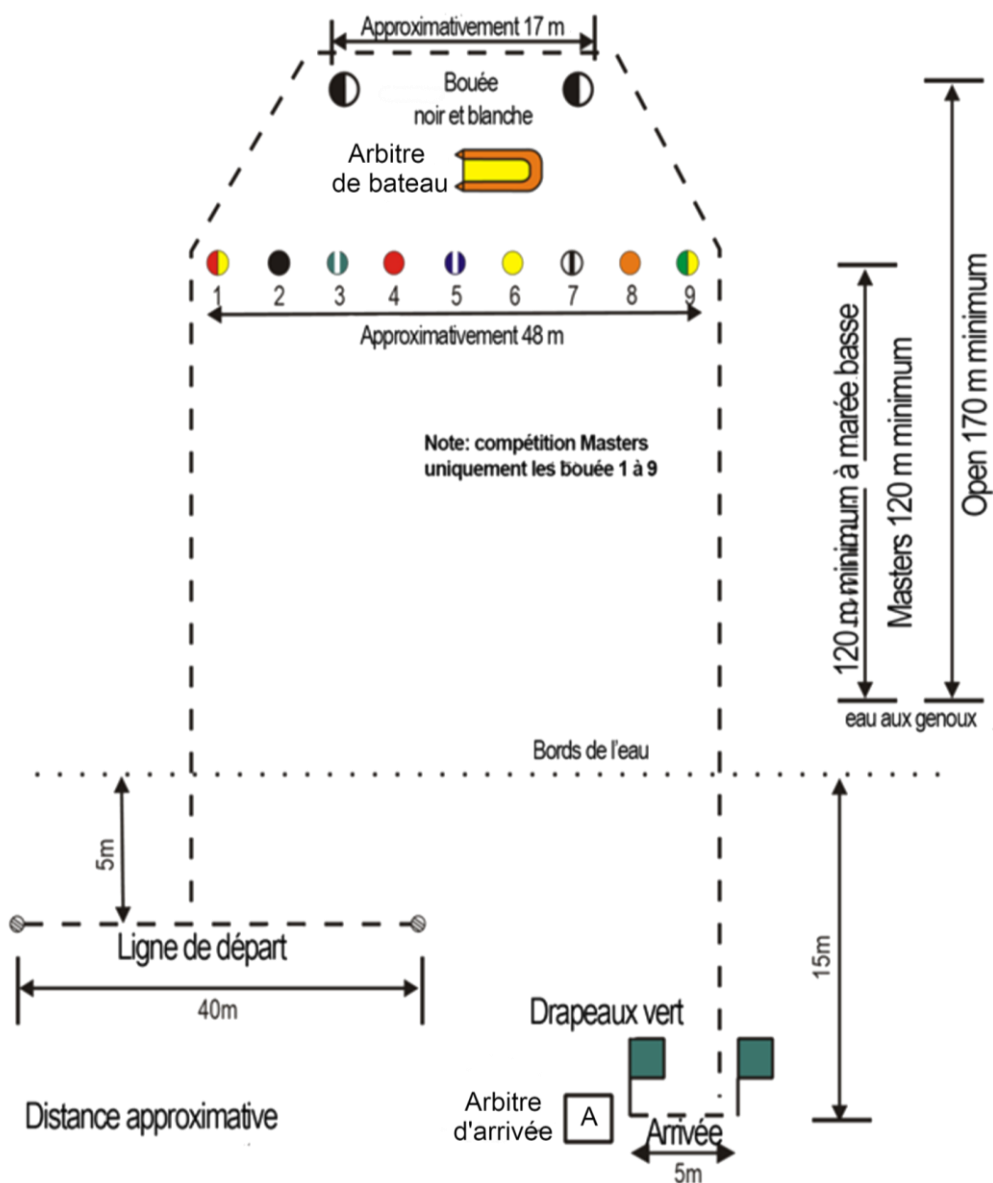 Approximativement 17 m
Bouée
noir et blanche
Arbitre
de bateau
1 2 3 4 5 6 7 8 9
Approximativement 48 m
Note: compétition Masters
uniquement les bouée 1 à 9
120 m minimum à marée basse
Masters 120 m minimum
Open 170 m minimum
eau aux genoux
Bords de l'eau
5m
Ligne de départ
40m
15m
Drapeaux vert
Distance approximative
Arbitre
d'arrivée
A
Arrivée
5m